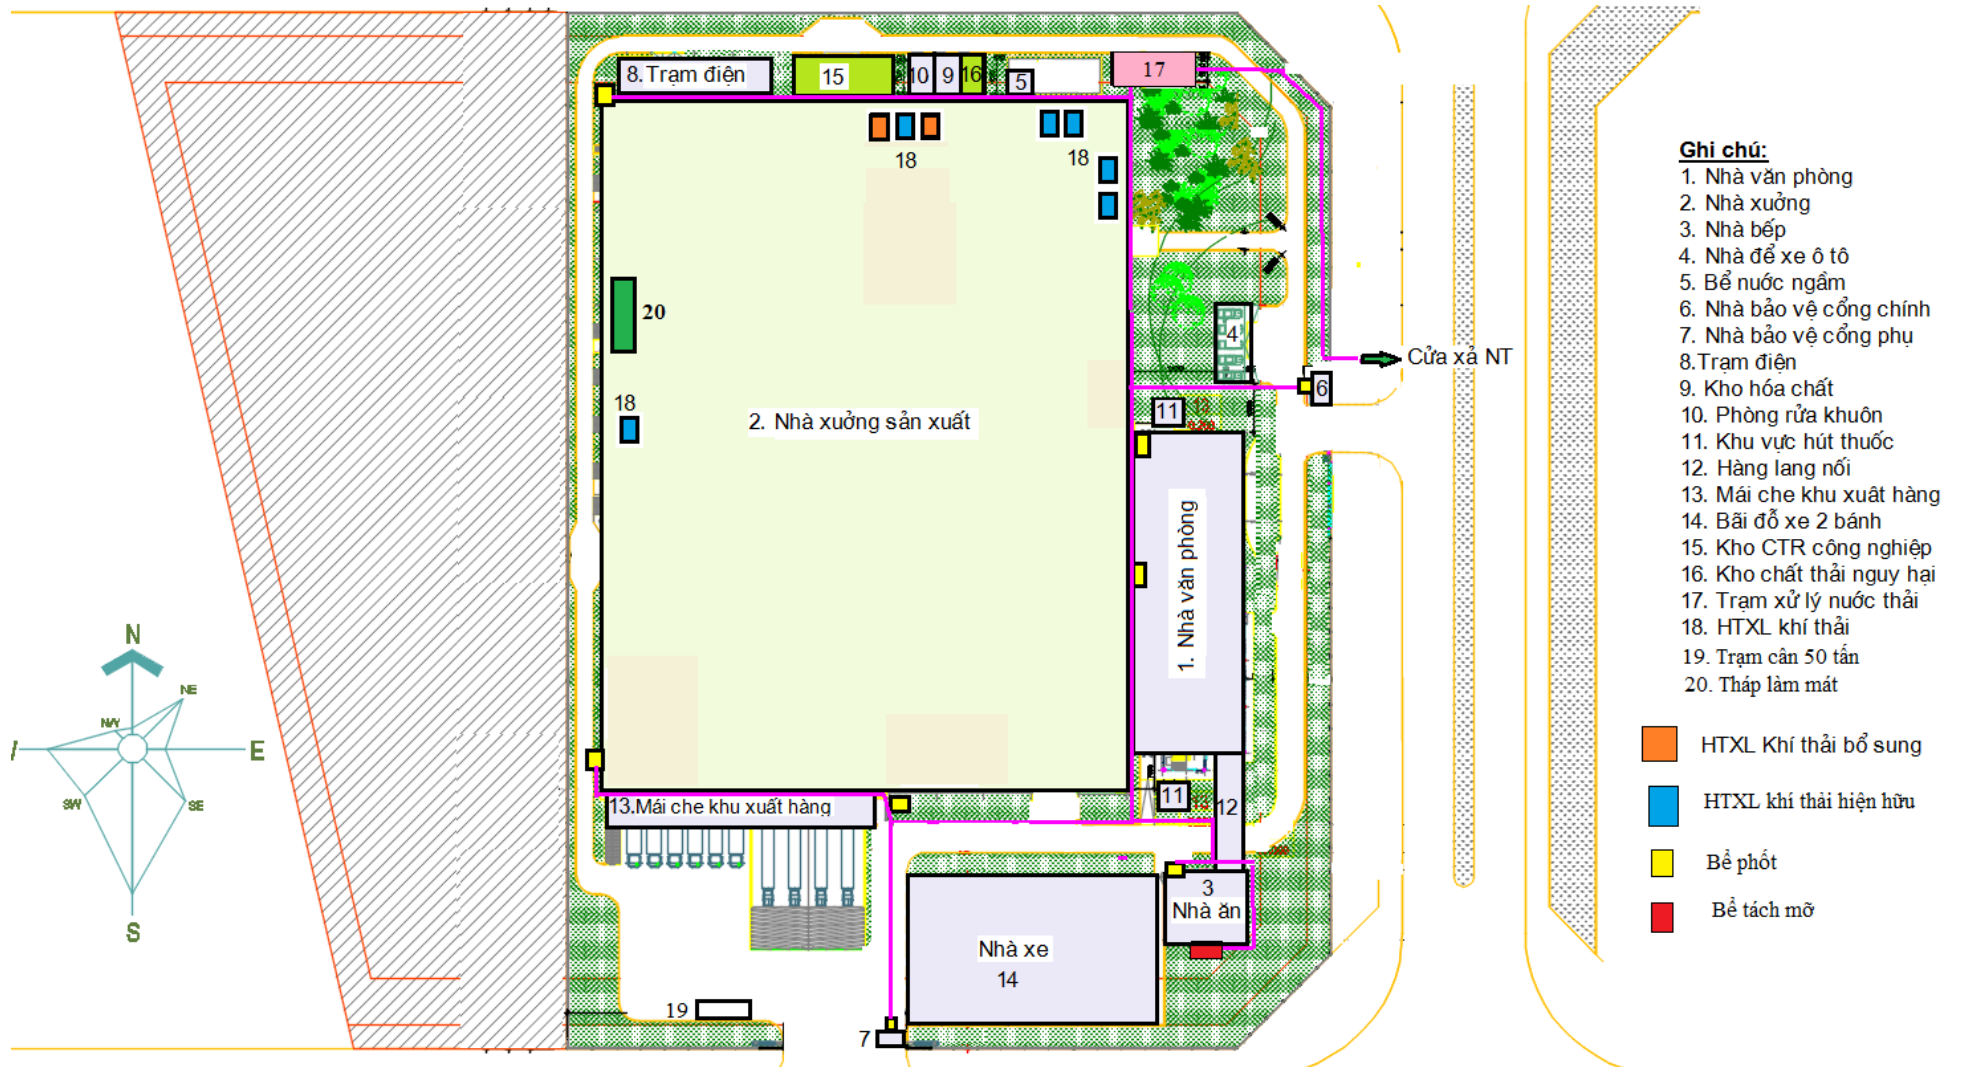 8.Trạm điện
15
10
9
16
5
17
18
18
20
18
2. Nhà xuởng sản xuất
4
Cửa xả NT
6
11
13
1. Nhà văn phòng
11
13
12
13.Mái che khu xuất hàng
3
Nhà ăn
Nhà xe
14
19
7
N
NE
NW
E
SW
SE
S
Ghi chú:
1. Nhà văn phòng
2. Nhà xuởng
3. Nhà bếp
4. Nhà để xe ô tô
5. Bể nuớc ngầm
6. Nhà bảo vệ cổng chính
7. Nhà bảo vệ cổng phụ
8.Trạm điện
9. Kho hóa chất
10. Phòng rửa khuôn
11. Khu vực hút thuốc
12. Hàng lang nối
13. Mái che khu xuât hàng
14. Bãi đỗ xe 2 bánh
15. Kho CTR công nghiệp
16. Kho chất thải nguy hại
17. Trạm xử lý nuớc thải
18. HTXL khí thải
19. Trạm cân 50 tấn
20. Tháp làm mát
HTXL Khí thải bổ sung
HTXL khí thải hiện hữu
Bể phốt
Bể tách mỡ